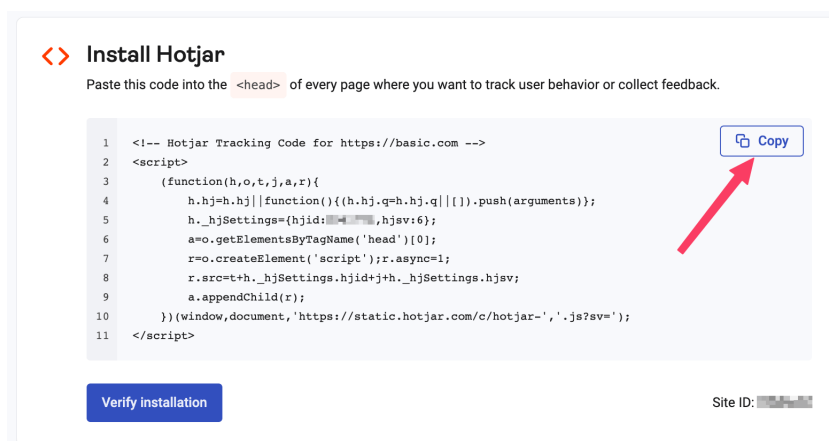 Install Hotjar
Paste this code into the <head> of every page where you want to track user behavior or collect feedback.
Copy
1 <!-- Hotjar Tracking Code for https://basic.com -->
2 <script>
3 (function(h,o,t,j,a,r){
4 h.hj=h.hj||function(){(h.hj.q=h.hj.q||[]).push(arguments)};
5 h._hjSettings={hjid: ,hjsv:6};
6 a=o.getElementsByTagName('head')[0];
7 r=o.createElement('script');r.async=1;
8 r.src=t+h._hjSettings.hjid+j+h._hjSettings.hjsv;
9 a.appendChild(r);
10 })(window,document,'https://static.hotjar.com/c/hotjar-','.js?sv=');
11 </script>
Verify installation
Site ID: